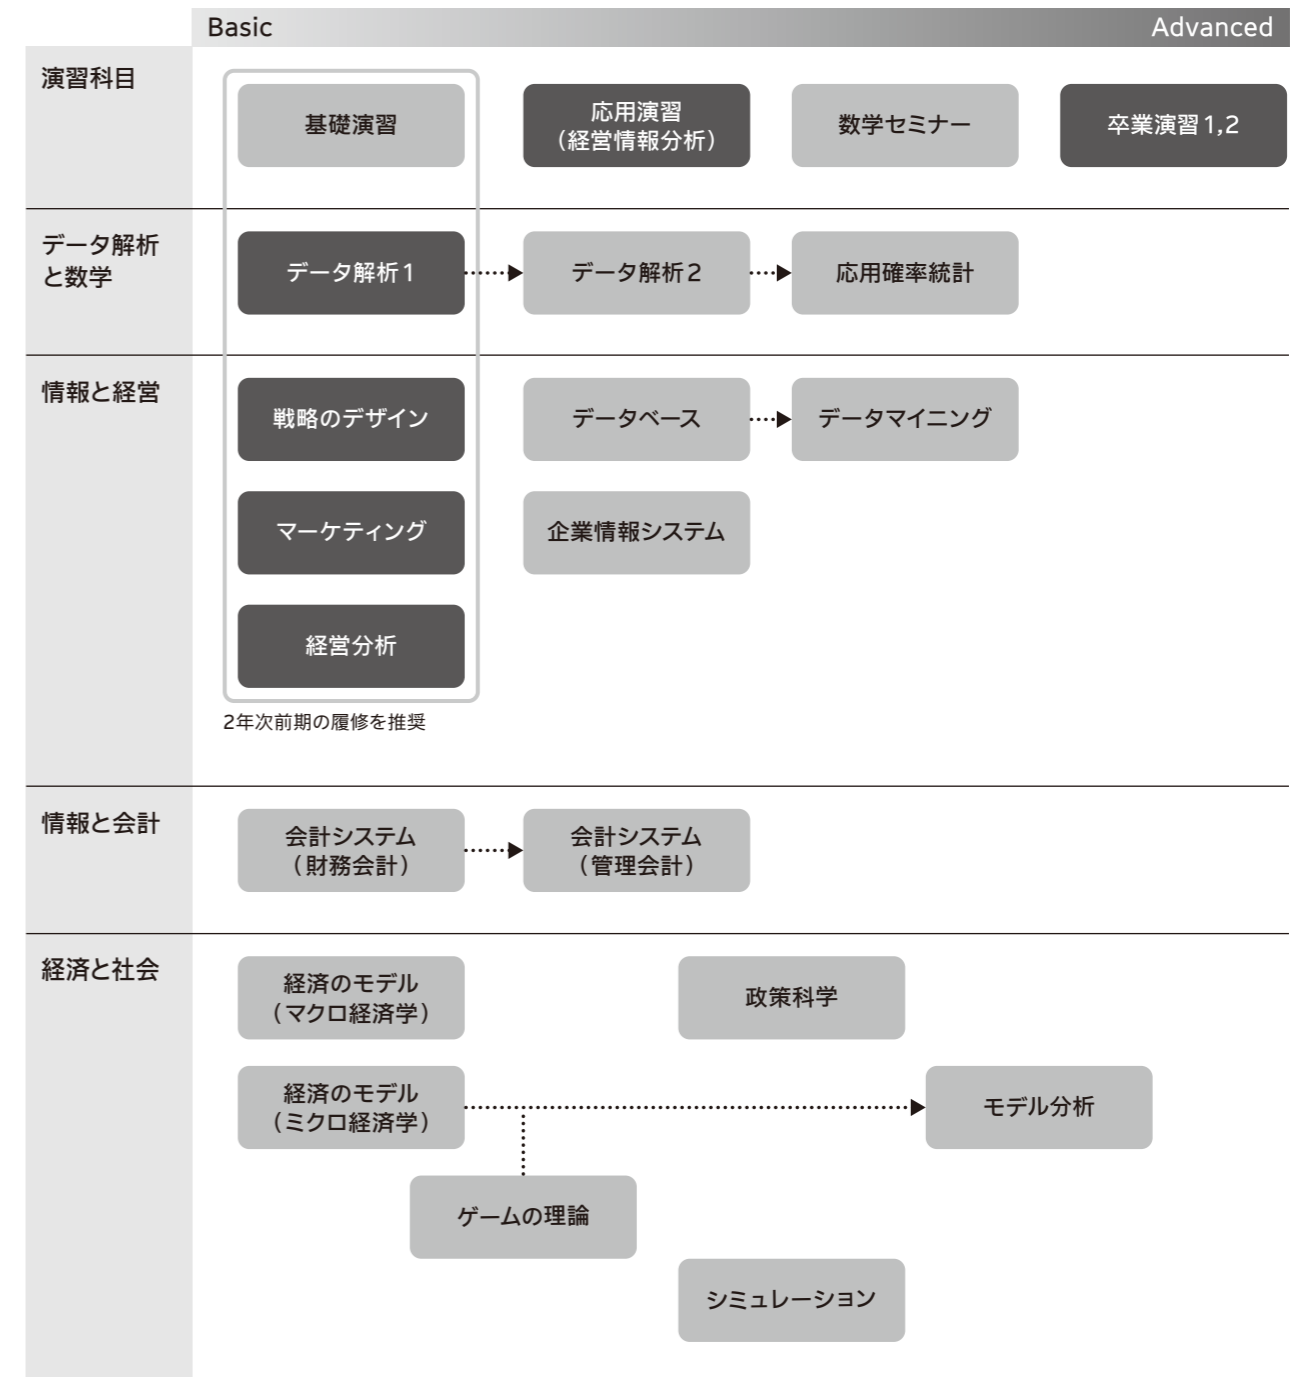 Basic
Advanced
演習科目
基礎演習
応用演習
（経営情報分析）
数学セミナー
卒業演習1,2
データ解析
と数学
データ解析1
データ解析2
応用確率統計
情報と経営
戦略のデザイン
データベース
データマイニング
マーケティング
企業情報システム
経営分析
2年次前期の履修を推奨
情報と会計
会計システム
（財務会計）
会計システム
（管理会計）
経済と社会
経済のモデル
（マクロ経済学）
政策科学
経済のモデル
（ミクロ経済学）
モデル分析
ゲームの理論
シミュレーション